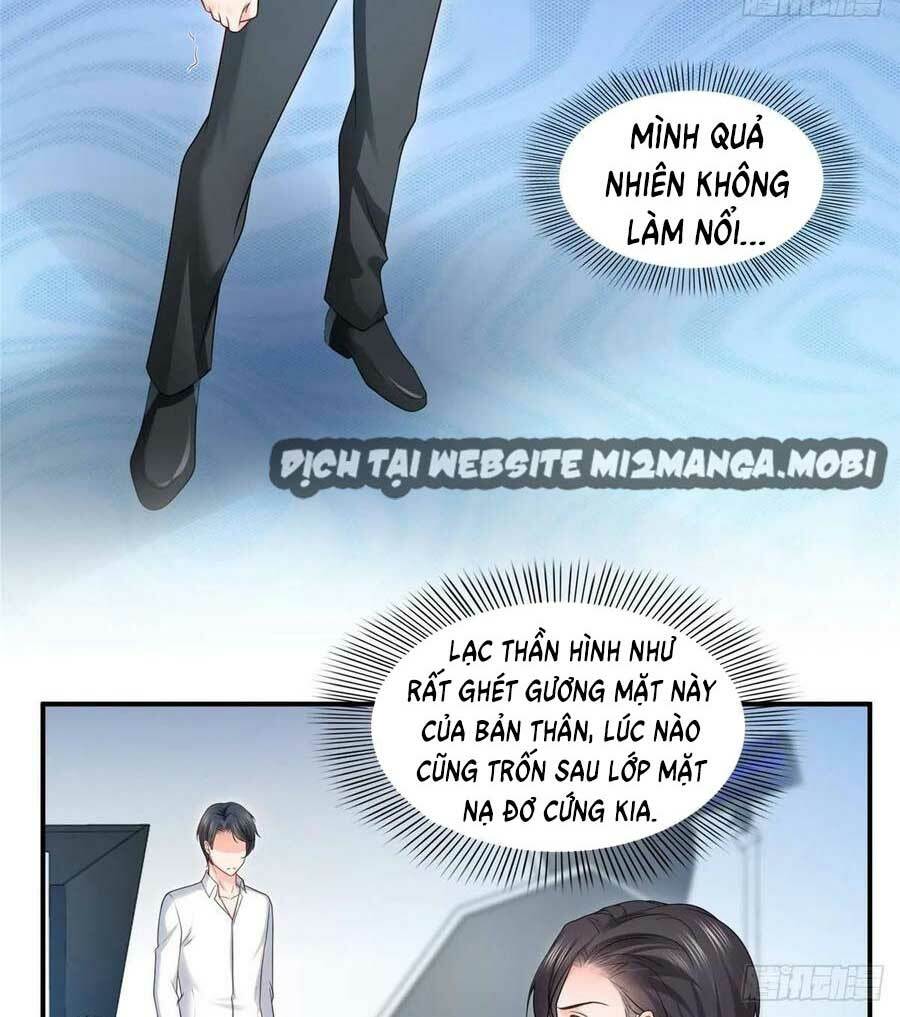 MÌNH QUẢ
NHIÊN KHÔNG
LÀM NỔI...
DỊCH TẠI WEBSITE MI2MANGA.MOBI
LẠC THẦN HÌNH NHƯ
RẤT GHÉT GƯƠNG MẶT NÀY
CỦA BẢN THÂN, LÚC NÀO
CŨNG TRỐN SAU LỚP MẶT
NẠ ĐƠ CỨNG KIA.